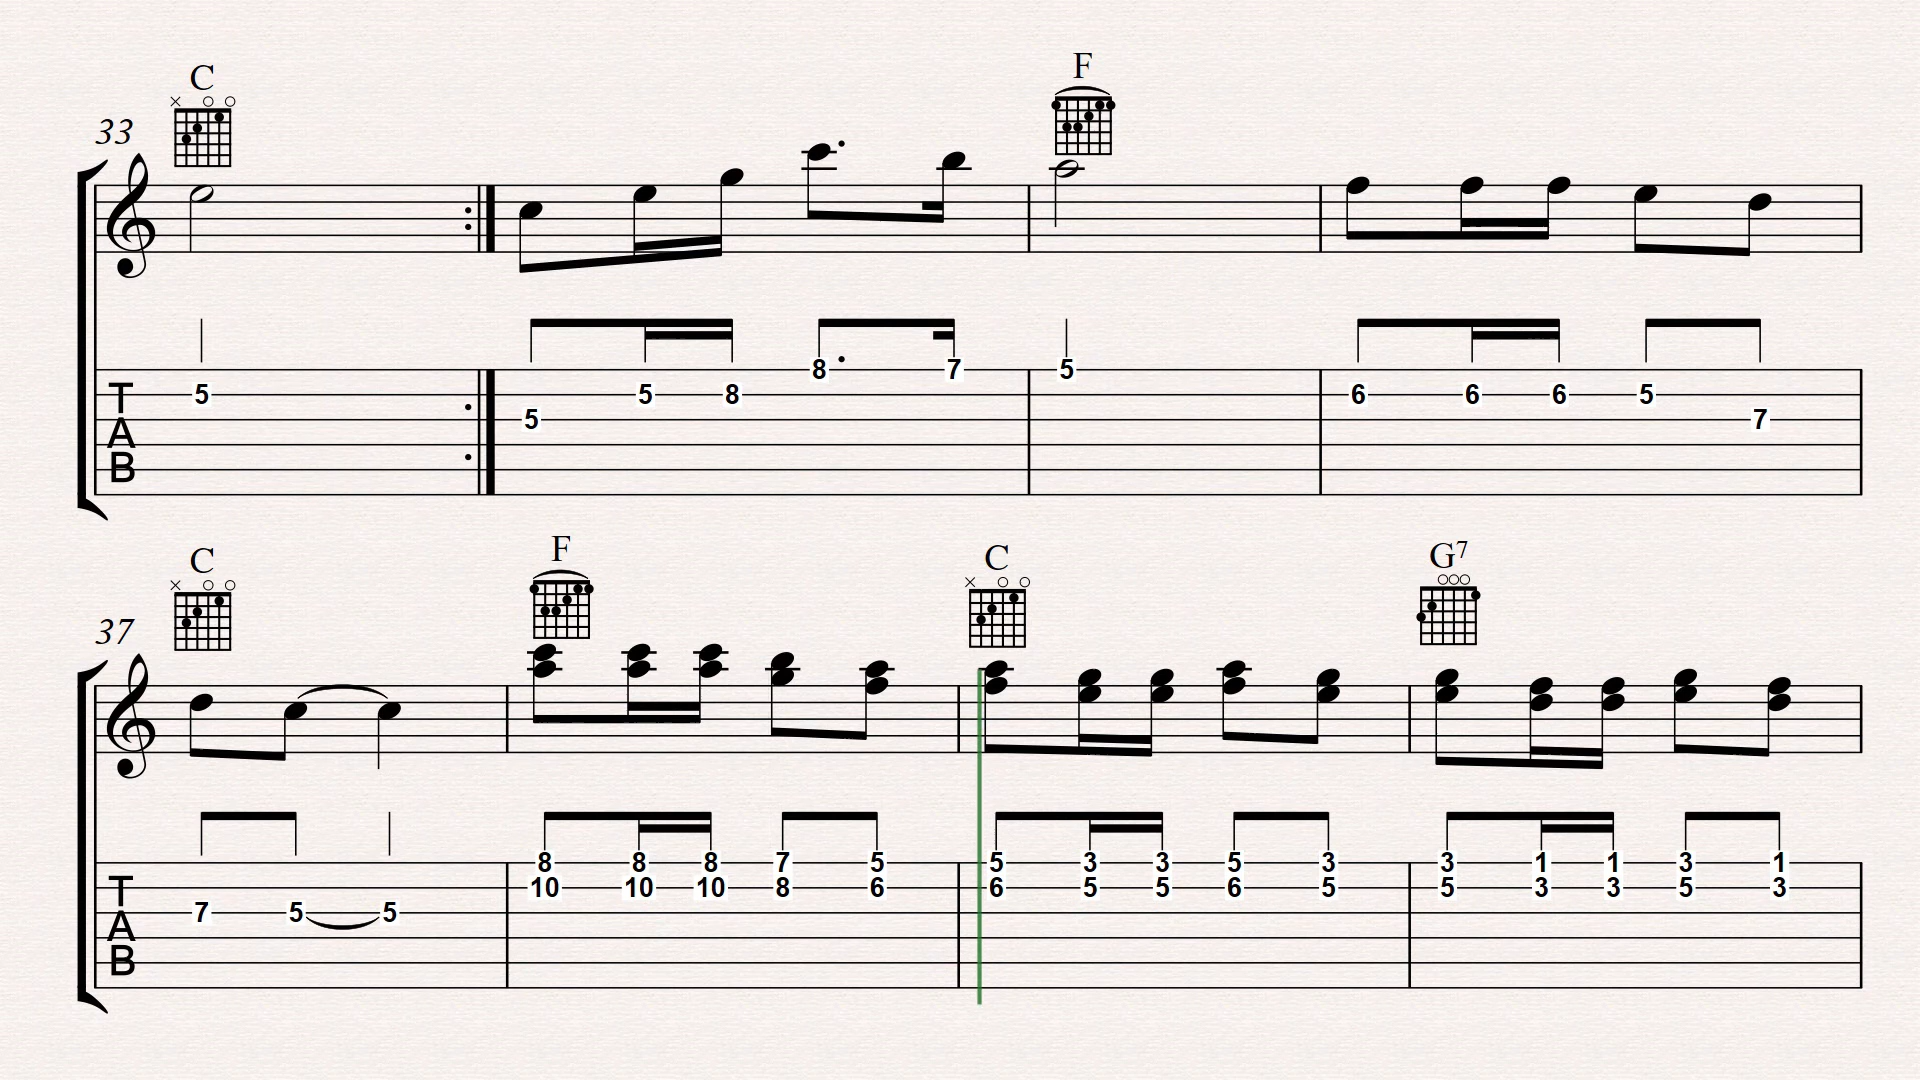 C F
33
5 5 5 8 8 7 5 6 6 6 5 7
T
A
B
C F C G7
37
8 8 8 7 5 5 3 3 5 3 3 1 1 3 1
10 10 10 8 6 6 5 5 6 5 5 3 3 5 3
7 5 5
T
A
B